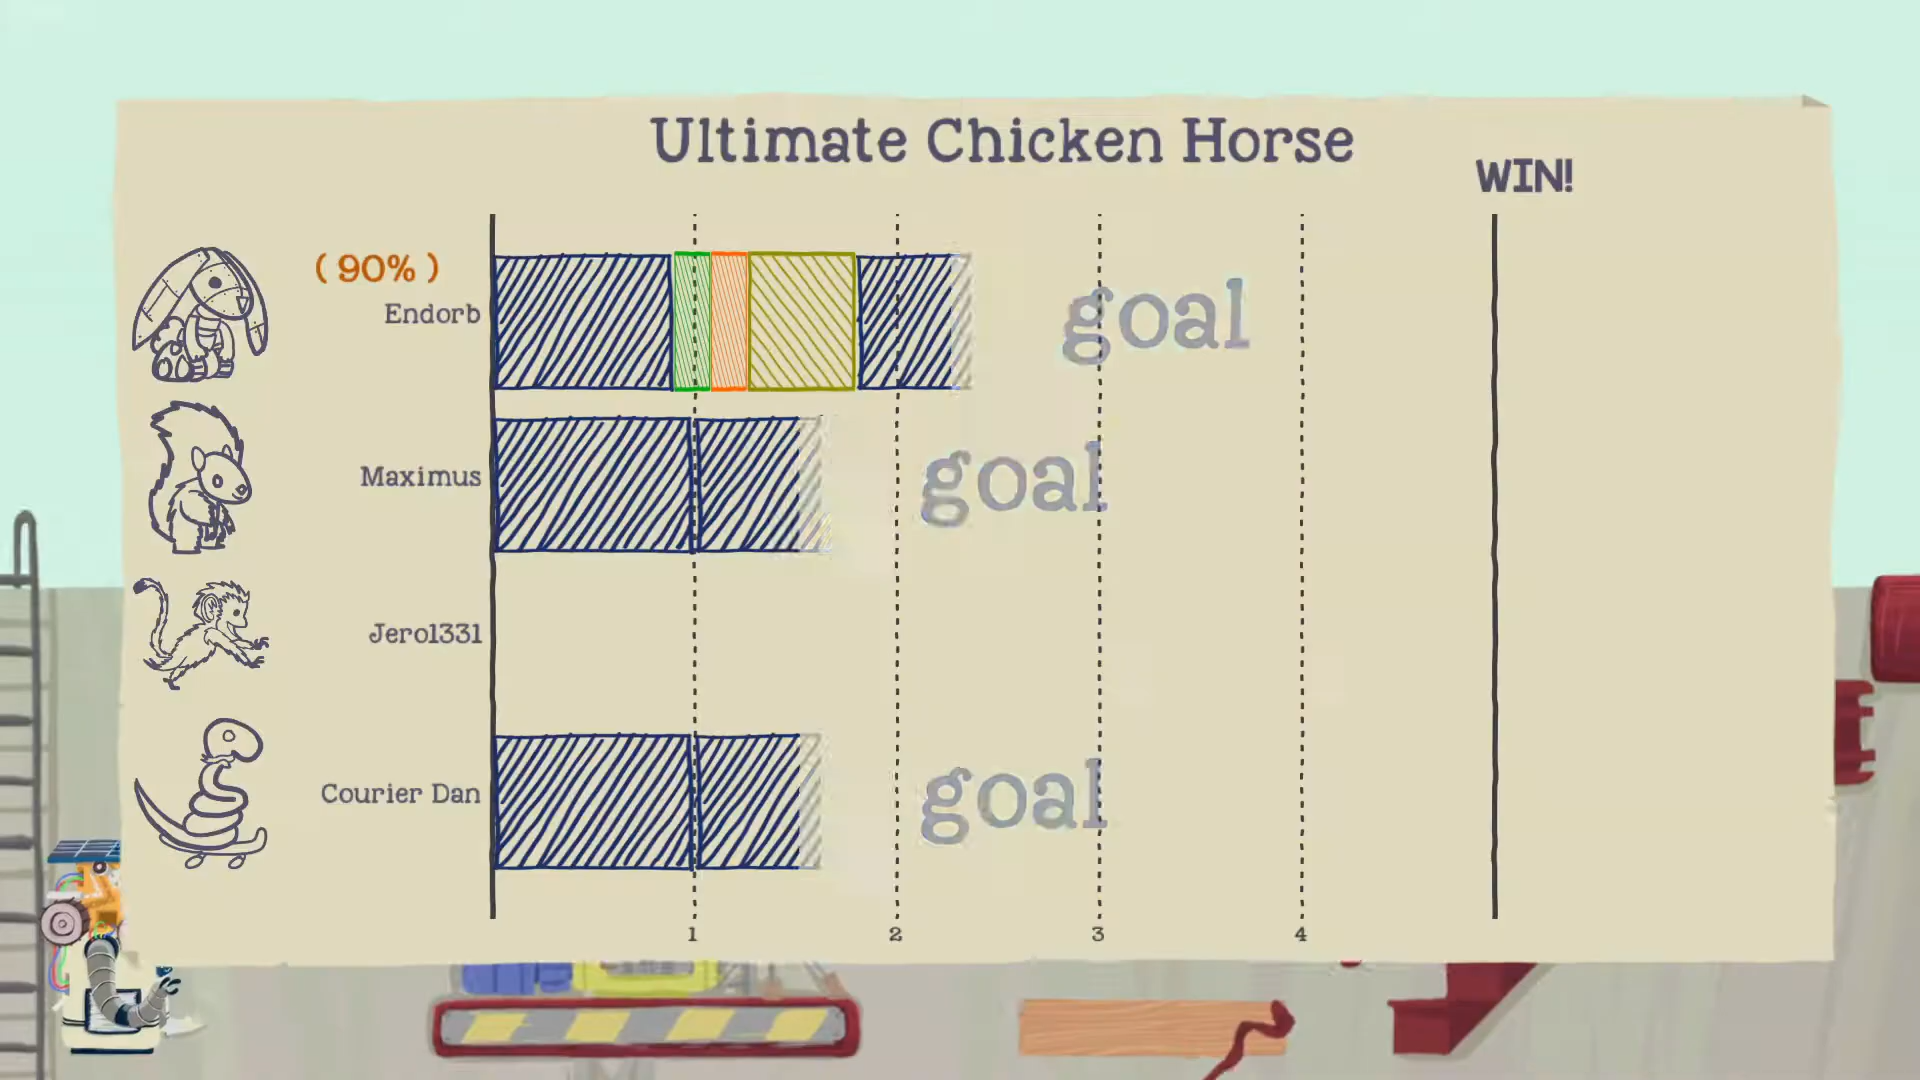 Ultimate Chicken Horse
WIN!
( 90% )
Endorb
goal
Maximus
goal
Jero1331
Courier Dan
goal
1 2 3 4